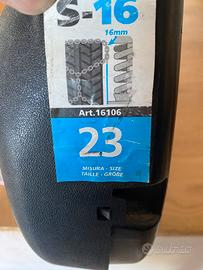 S-16
16mm
Art.16106
23
MISURA - SIZE
TAILLE - GRÖßE